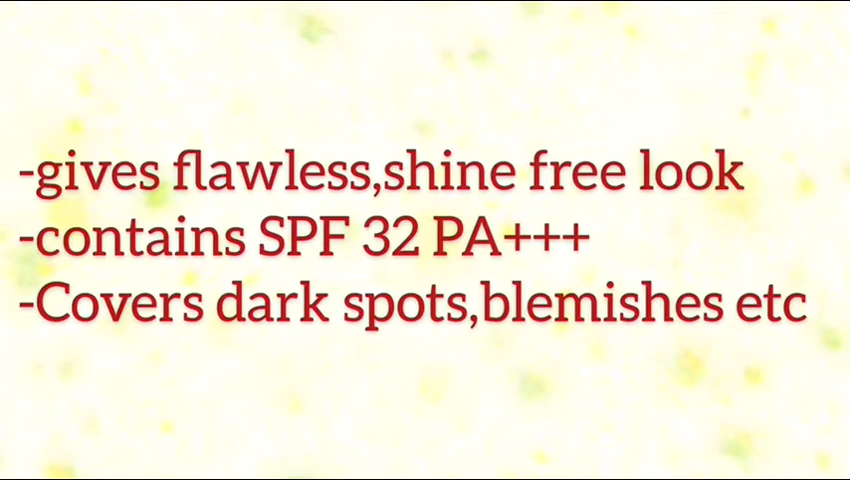 -gives flawless,shine free look
-contains SPF 32 PA+++
-Covers dark spots,blemishes etc